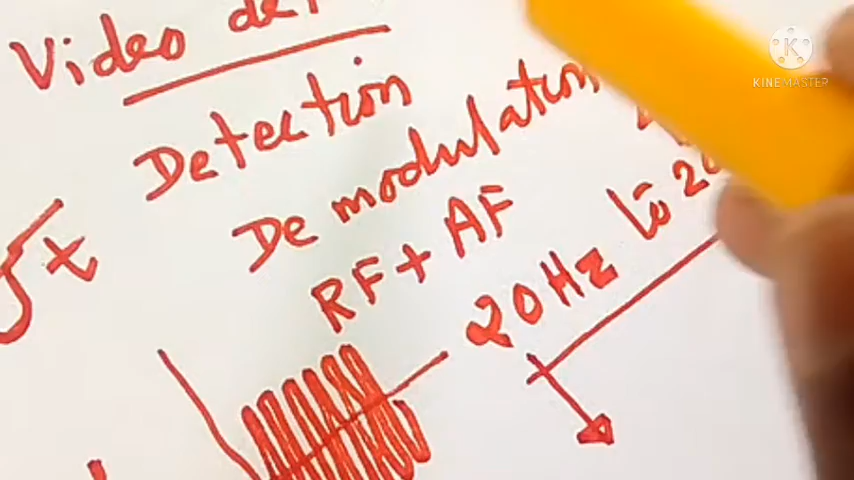 Video
Detection
De modulation
RF + AF
20Hz to
KINEMASTER